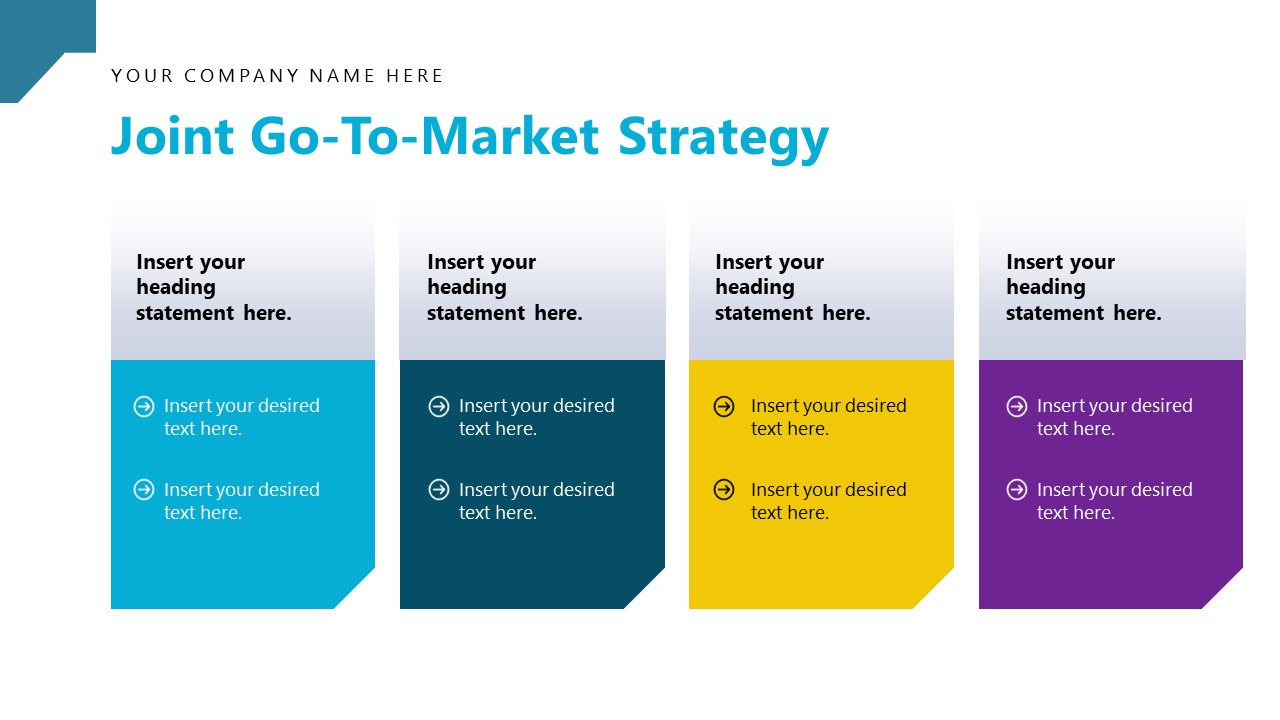 YOUR COMPANY NAME HERE
Joint Go-To-Market Strategy
Insert your
heading
statement here.
Insert your desired
text here.
Insert your desired
text here.
Insert your
heading
statement here.
Insert your desired
text here.
Insert your desired
text here.
Insert your
heading
statement here.
Insert your desired
text here.
Insert your desired
text here.
Insert your
heading
statement here.
Insert your desired
text here.
Insert your desired
text here.